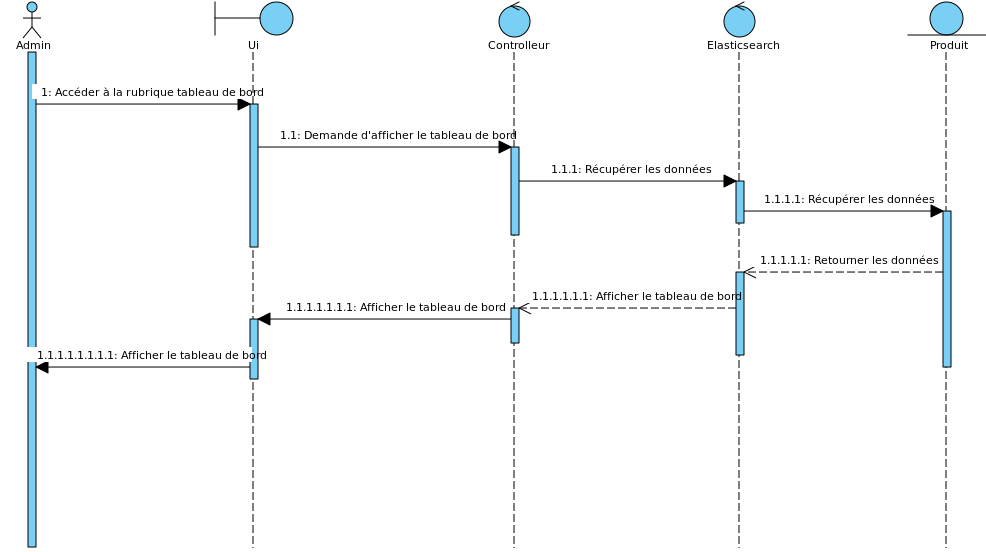 Admin
Ui
Controlleur
Elasticsearch
Produit
1: Accéder à la rubrique tableau de bord
1.1: Demande d'afficher le tableau de bord
1.1.1: Récupérer les données
1.1.1.1: Récupérer les données
1.1.1.1.1: Retourner les données
1.1.1.1.1.1: Afficher le tableau de bord
1.1.1.1.1.1.1: Afficher le tableau de bord
1.1.1.1.1.1.1.1: Afficher le tableau de bord